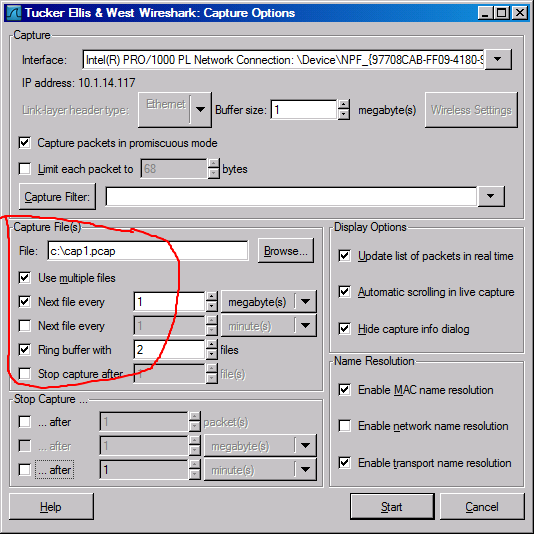 Tucker Ellis & West Wireshark: Capture Options
Capture
Interface: Intel(R) PRO/1000 PL Network Connection: \Device\NPF_{97708CAB-FF09-4180-9
IP address: 10.1.14.117
Link-layer header type: Ethernet Buffer size: 1 megabyte(s) Wireless Settings
Capture packets in promiscuous mode
Limit each packet to 68 bytes
Capture Filter:
Capture File(s)
File: c:\cap1.pcap Browse...
Use multiple files
Next file every 1 megabyte(s)
Next file every 1 minute(s)
Ring buffer with 2 files
Stop capture after 1 file(s)
Stop Capture ...
... after 1 packet(s)
... after 1 megabyte(s)
... after 1 minute(s)
Display Options
Update list of packets in real time
Automatic scrolling in live capture
Hide capture info dialog
Name Resolution
Enable MAC name resolution
Enable network name resolution
Enable transport name resolution
Help Start Cancel